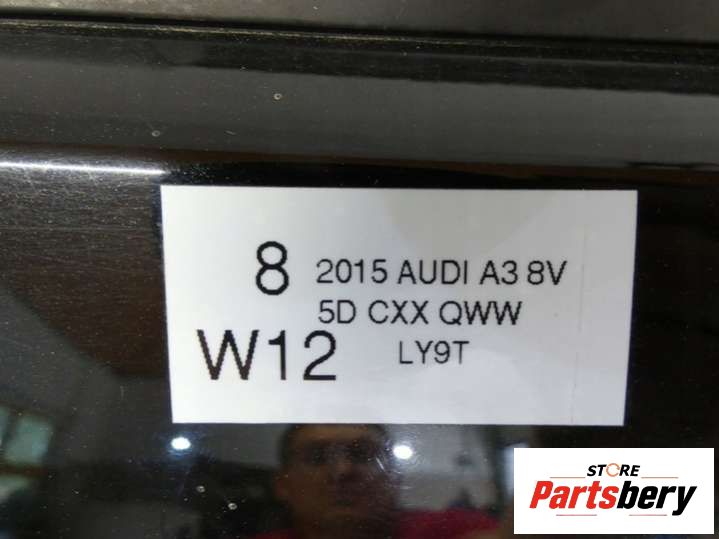 8 2015 AUDI A3 8V
5D CXX QWW
W12 LY9T
STORE
Partsbery